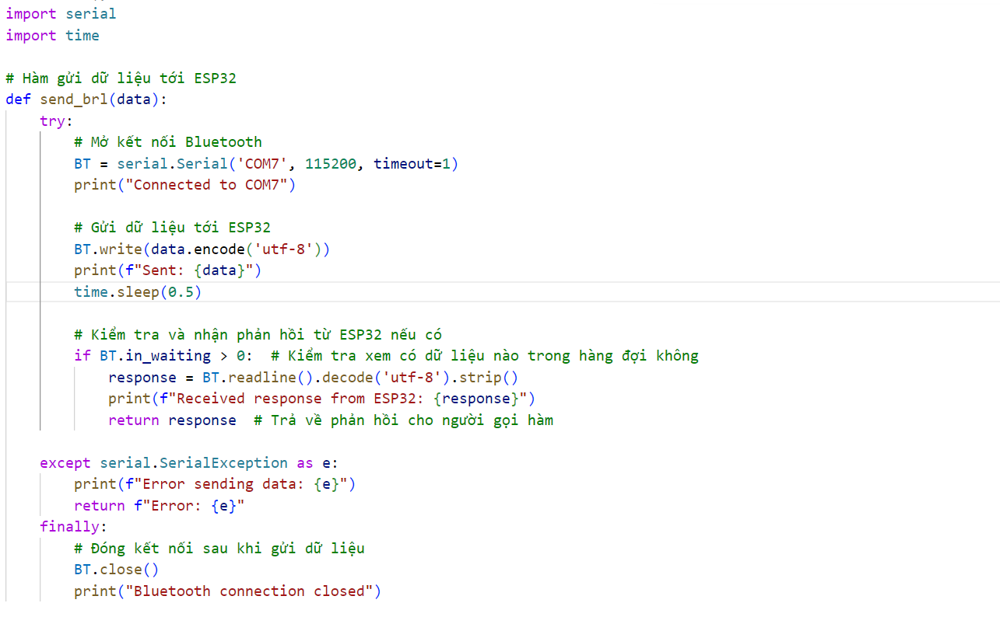 import serial
import time
# Hàm gửi dữ liệu tới ESP32
def send_brl(data):
    try:
        # Mở kết nối Bluetooth
        BT = serial.Serial('COM7', 115200, timeout=1)
        print("Connected to COM7")
        # Gửi dữ liệu tới ESP32
        BT.write(data.encode('utf-8'))
        print(f"Sent: {data}")
        time.sleep(0.5)
        # Kiểm tra và nhận phản hồi từ ESP32 nếu có
        if BT.in_waiting > 0:  # Kiểm tra xem có dữ liệu nào trong hàng đợi không
            response = BT.readline().decode('utf-8').strip()
            print(f"Received response from ESP32: {response}")
            return response  # Trả về phản hồi cho người gọi hàm
    except serial.SerialException as e:
        print(f"Error sending data: {e}")
        return f"Error: {e}"
    finally:
        # Đóng kết nối sau khi gửi dữ liệu
        BT.close()
        print("Bluetooth connection closed")